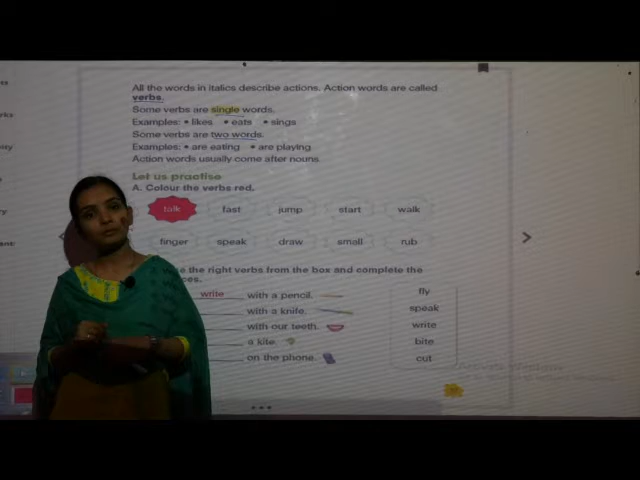 All the words in italics describe actions. Action words are called
verbs.
Some verbs are single words.
Examples: • likes • eats • sings
Some verbs are two words.
Examples: • are eating • are playing
Action words usually come after nouns.
Let us practise
A. Colour the verbs red.
talk fast jump start walk
finger speak draw small rub
the right verbs from the box and complete the
write with a pencil. fly
with a knife. speak
with our teeth. write
a kite. bite
on the phone. cut
Activate Windows